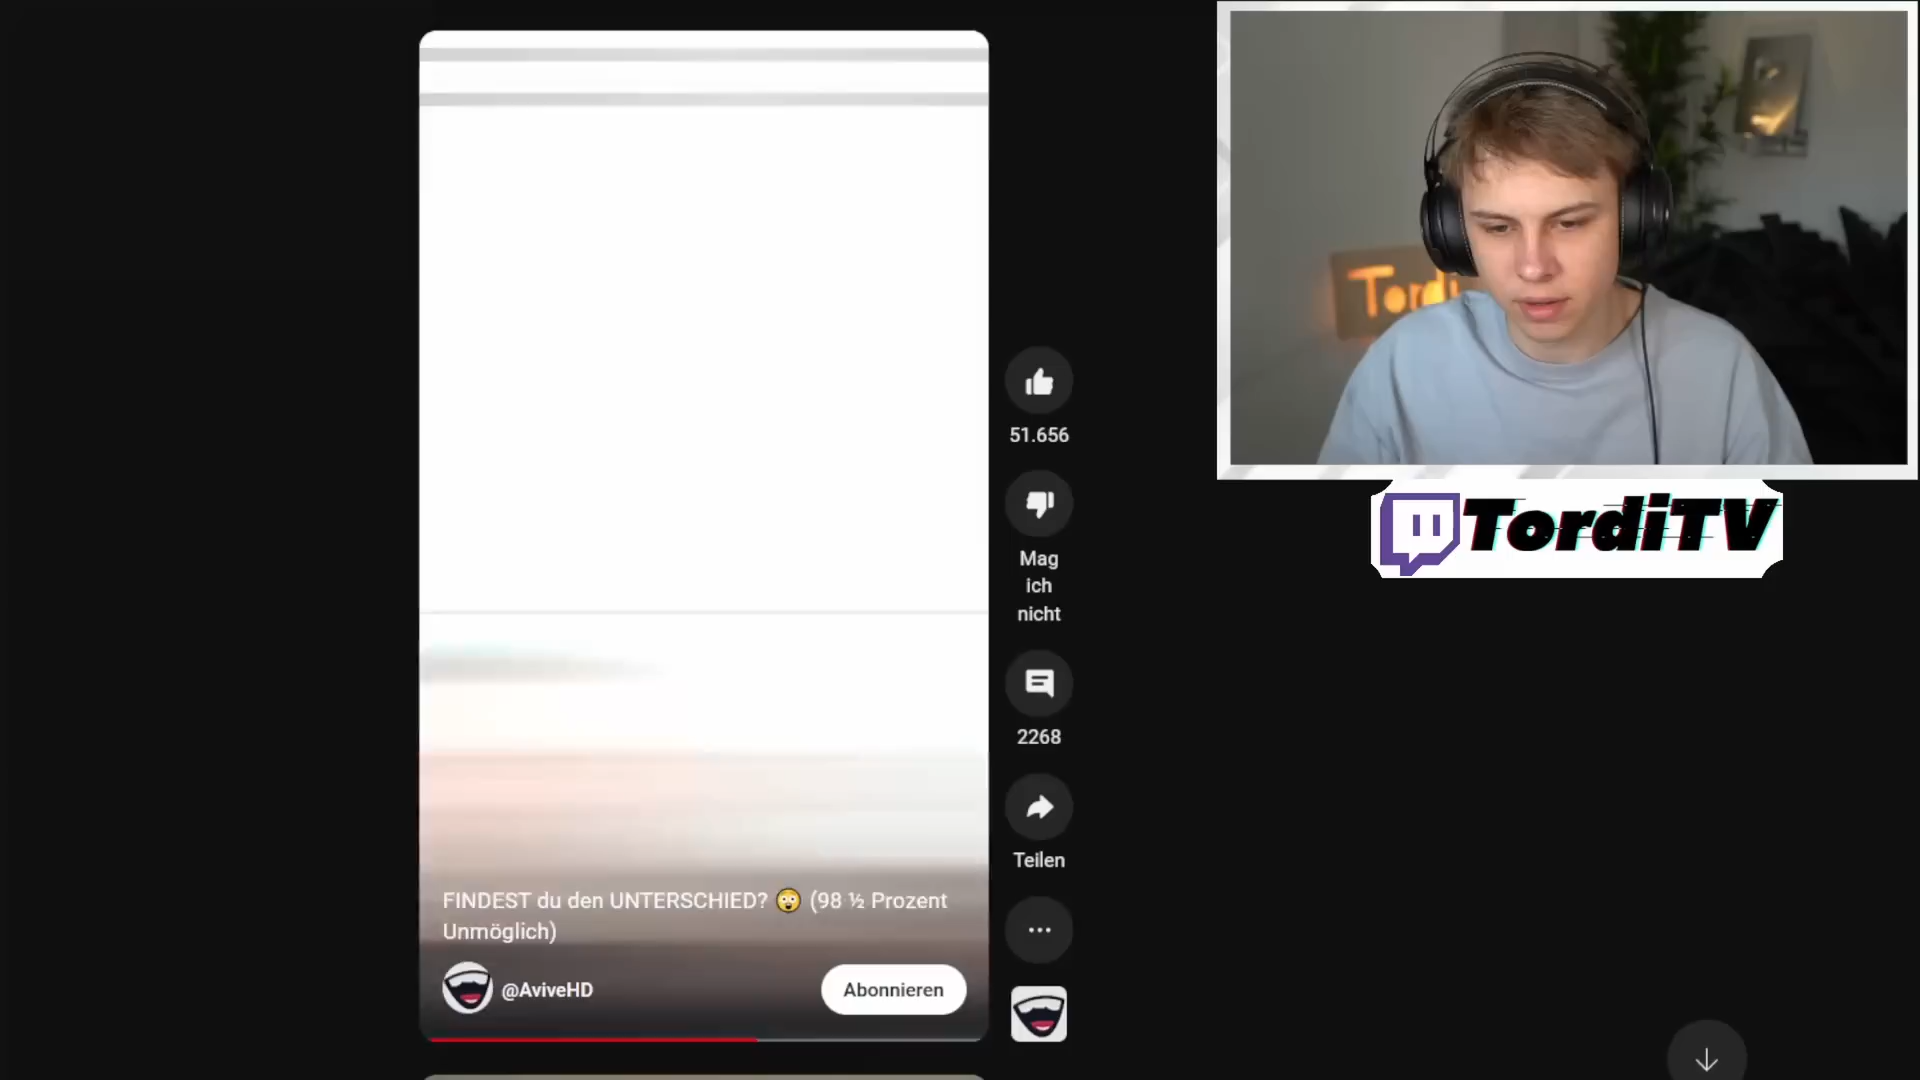 Tordi
TordiTV
51.656
Mag
ich
nicht
2268
Teilen
FINDEST du den UNTERSCHIED? 😳 (98 ½ Prozent
Unmöglich)
@AviveHD
Abonnieren